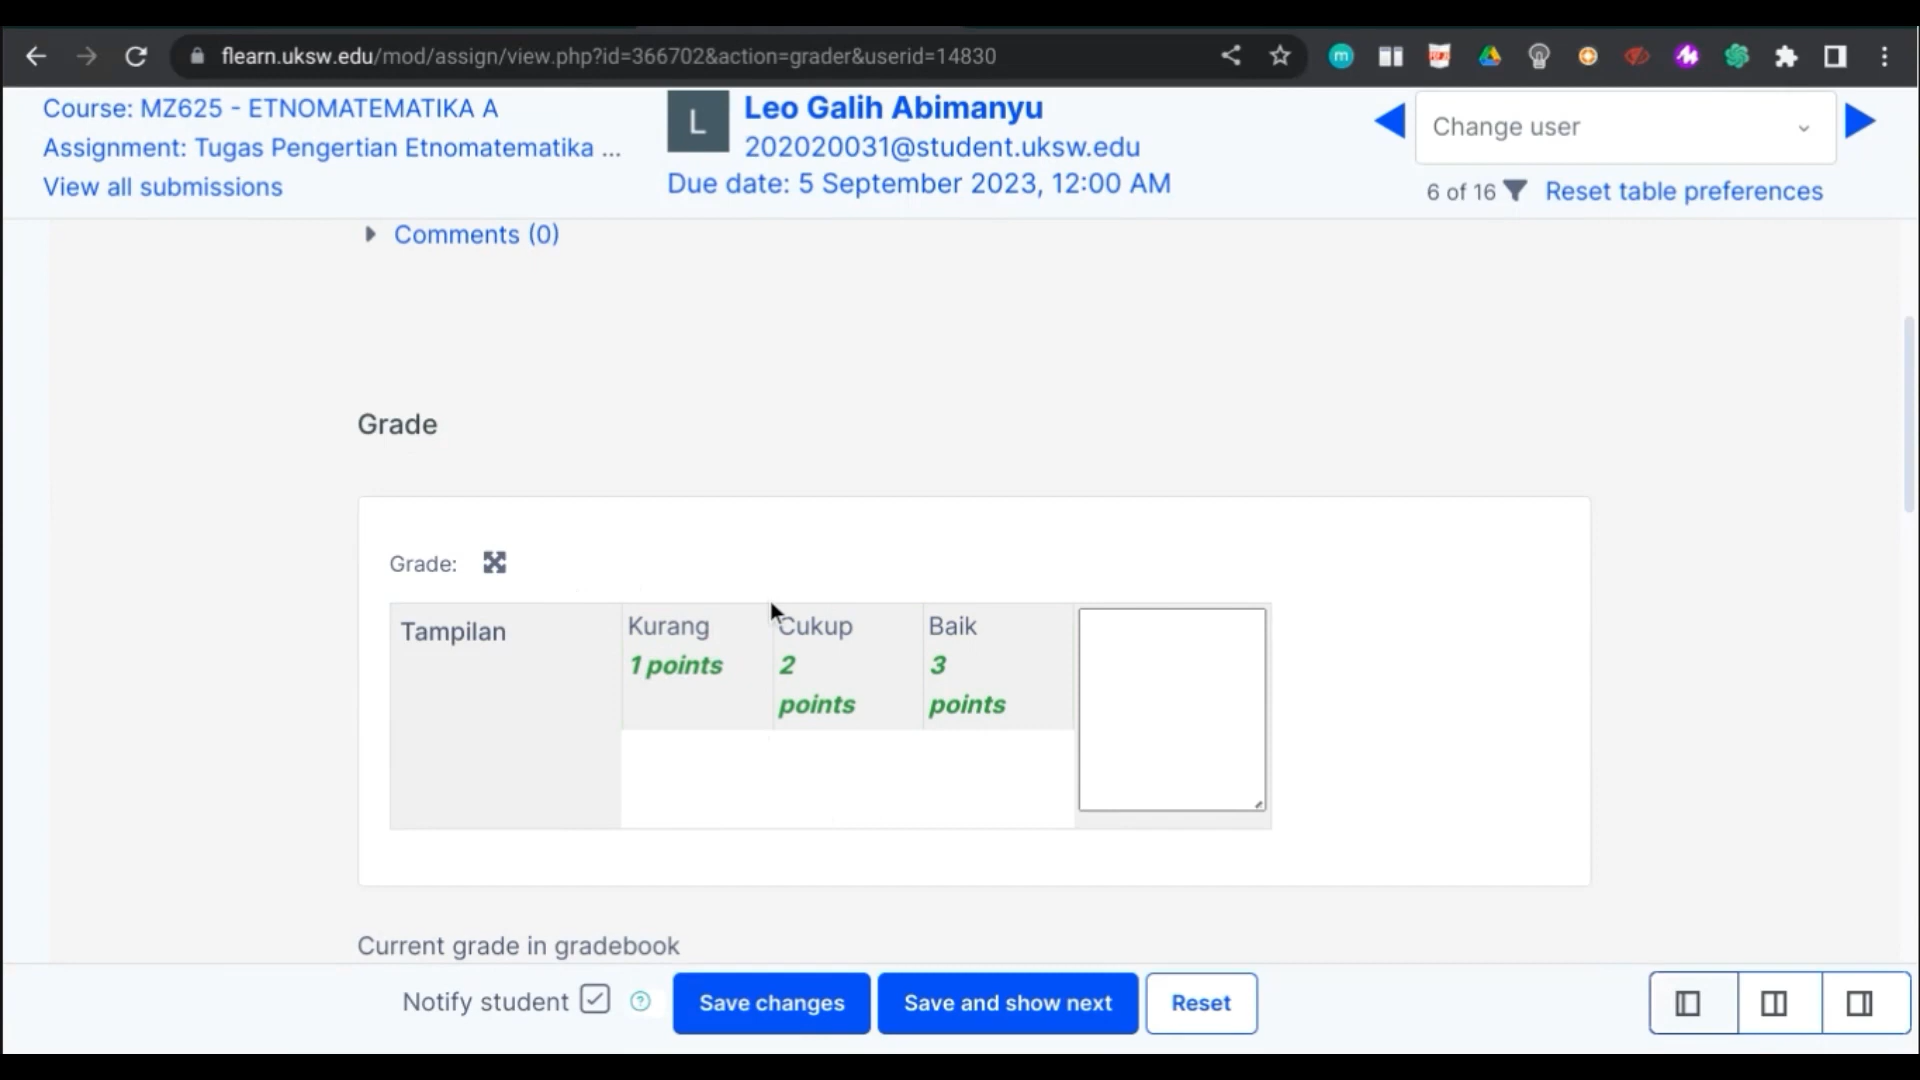 flearn.uksw.edu/mod/assign/view.php?id=366702&action=grader&userid=14830
Course: MZ625 - ETNOMATEMATIKA A
Assignment: Tugas Pengertian Etnomatematika ...
View all submissions
L
Leo Galih Abimanyu
202020031@student.uksw.edu
Due date: 5 September 2023, 12:00 AM
Change user
6 of 16
Reset table preferences
Comments (0)
Grade
Grade:
Tampilan
Kurang
1 points
Cukup
2
points
Baik
3
points
Current grade in gradebook
Notify student
Save changes
Save and show next
Reset